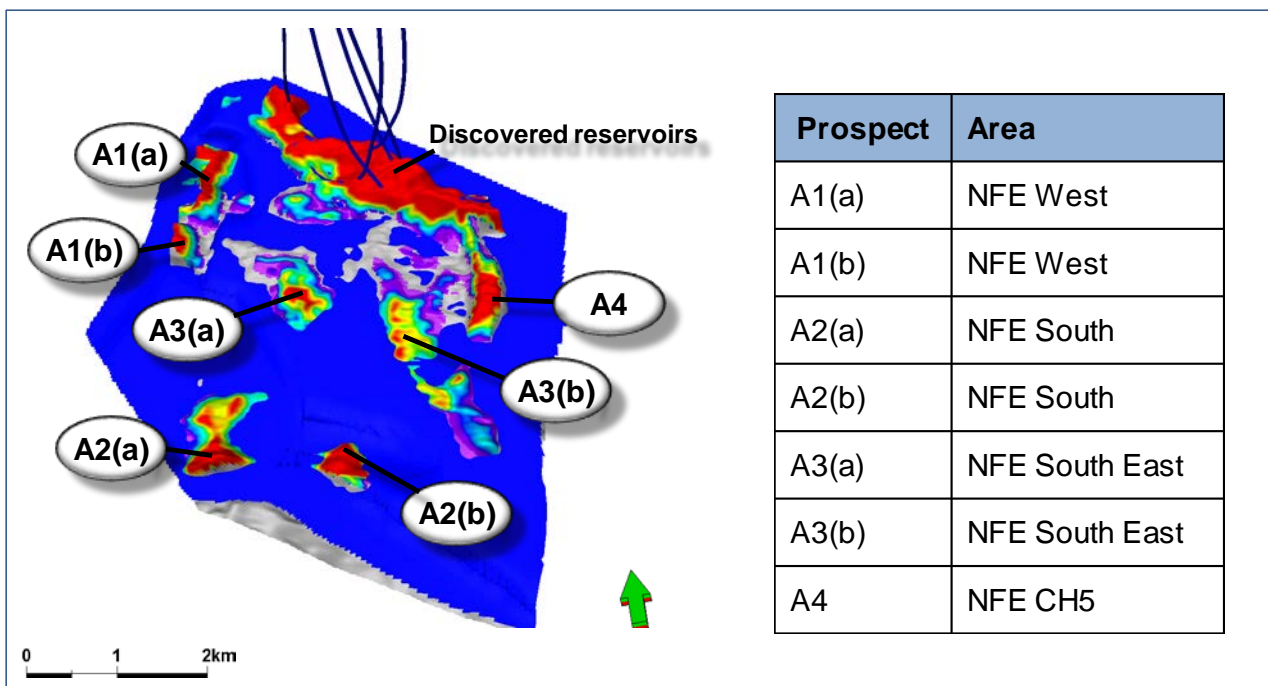 Discovered reservoirs
A1(a)
A1(b)
A3(a)
A4
A3(b)
A2(a)
A2(b)
0 1 2km
Prospect Area
A1(a) NFE West
A1(b) NFE West
A2(a) NFE South
A2(b) NFE South
A3(a) NFE South East
A3(b) NFE South East
A4 NFE CH5